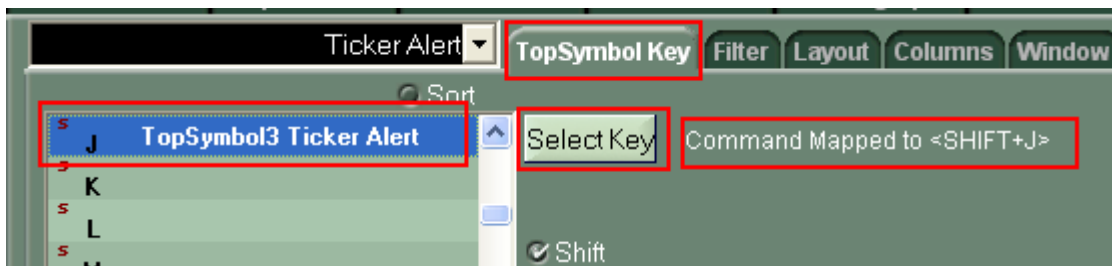 Ticker Alert
TopSymbol Key Filter Layout Columns Window
Sort
s J TopSymbol3 Ticker Alert
Select Key Command Mapped to <SHIFT+J>
s K
s L
s
Shift